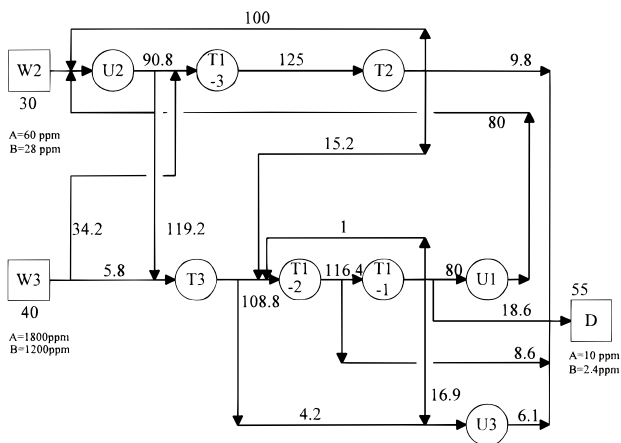 100
W2
U2
90.8
T1
-3
125
T2
9.8
30
A=60 ppm
B=28 ppm
80
15.2
34.2
119.2
1
W3
5.8
T3
108.8
T1
-2
116.4
T1
-1
80
U1
55
18.6
D
40
A=1800ppm
B=1200ppm
8.6
A=10 ppm
B=2.4ppm
16.9
4.2
U3
6.1